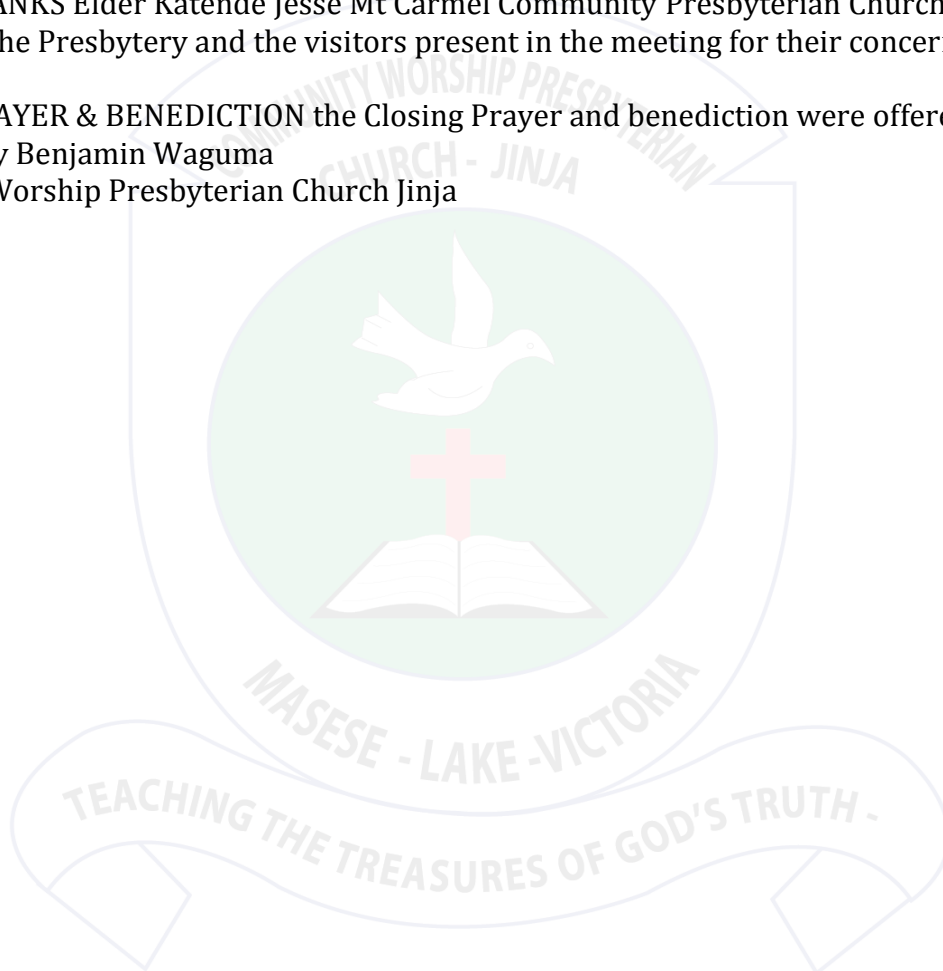 ANKS Elder Katende Jesse Mt Carmel Community Presbyterian Church
he Presbytery and the visitors present in the meeting for their concer
AYER & BENEDICTION the Closing Prayer and benediction were offere
y Benjamin Waguma
Worship Presbyterian Church Jinja
COMMUNITY WORSHIP PRESBYTERIAN
CHURCH - JINJA
MASESE - LAKE -VICTORIA
TEACHING THE TREASURES OF GOD'S TRUTH -